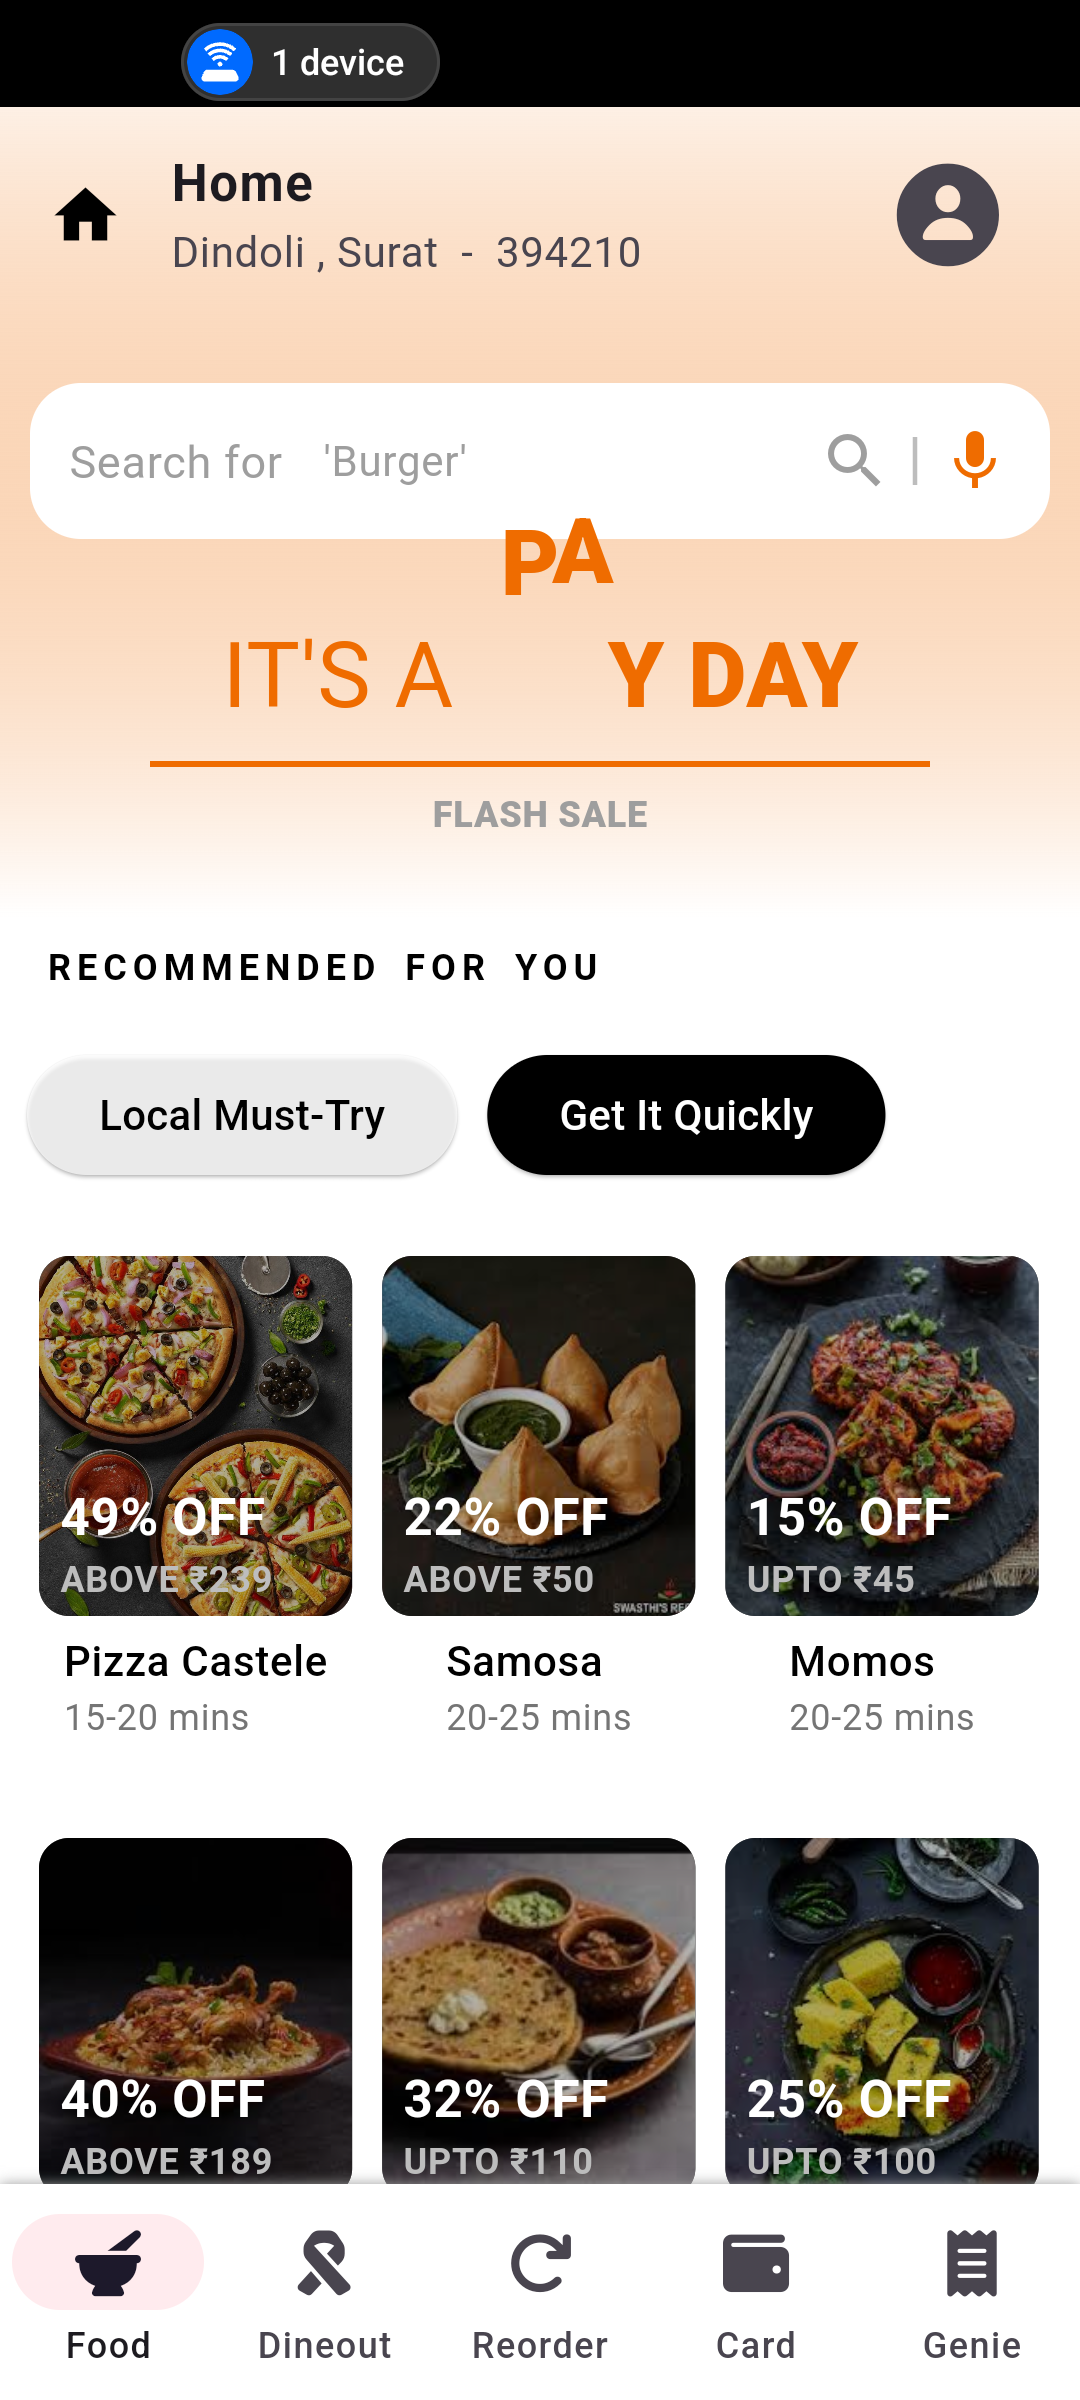 1 device
Home
Dindoli , Surat - 394210
Search for 'Burger'
PA
IT'S A Y DAY
FLASH SALE
RECOMMENDED FOR YOU
Local Must-Try
Get It Quickly
49% OFF
ABOVE ₹239
22% OFF
ABOVE ₹50
15% OFF
UPTO ₹45
Pizza Castele
15-20 mins
Samosa
20-25 mins
Momos
20-25 mins
40% OFF
ABOVE ₹189
32% OFF
UPTO ₹110
25% OFF
UPTO ₹100
Food
Dineout
Reorder
Card
Genie